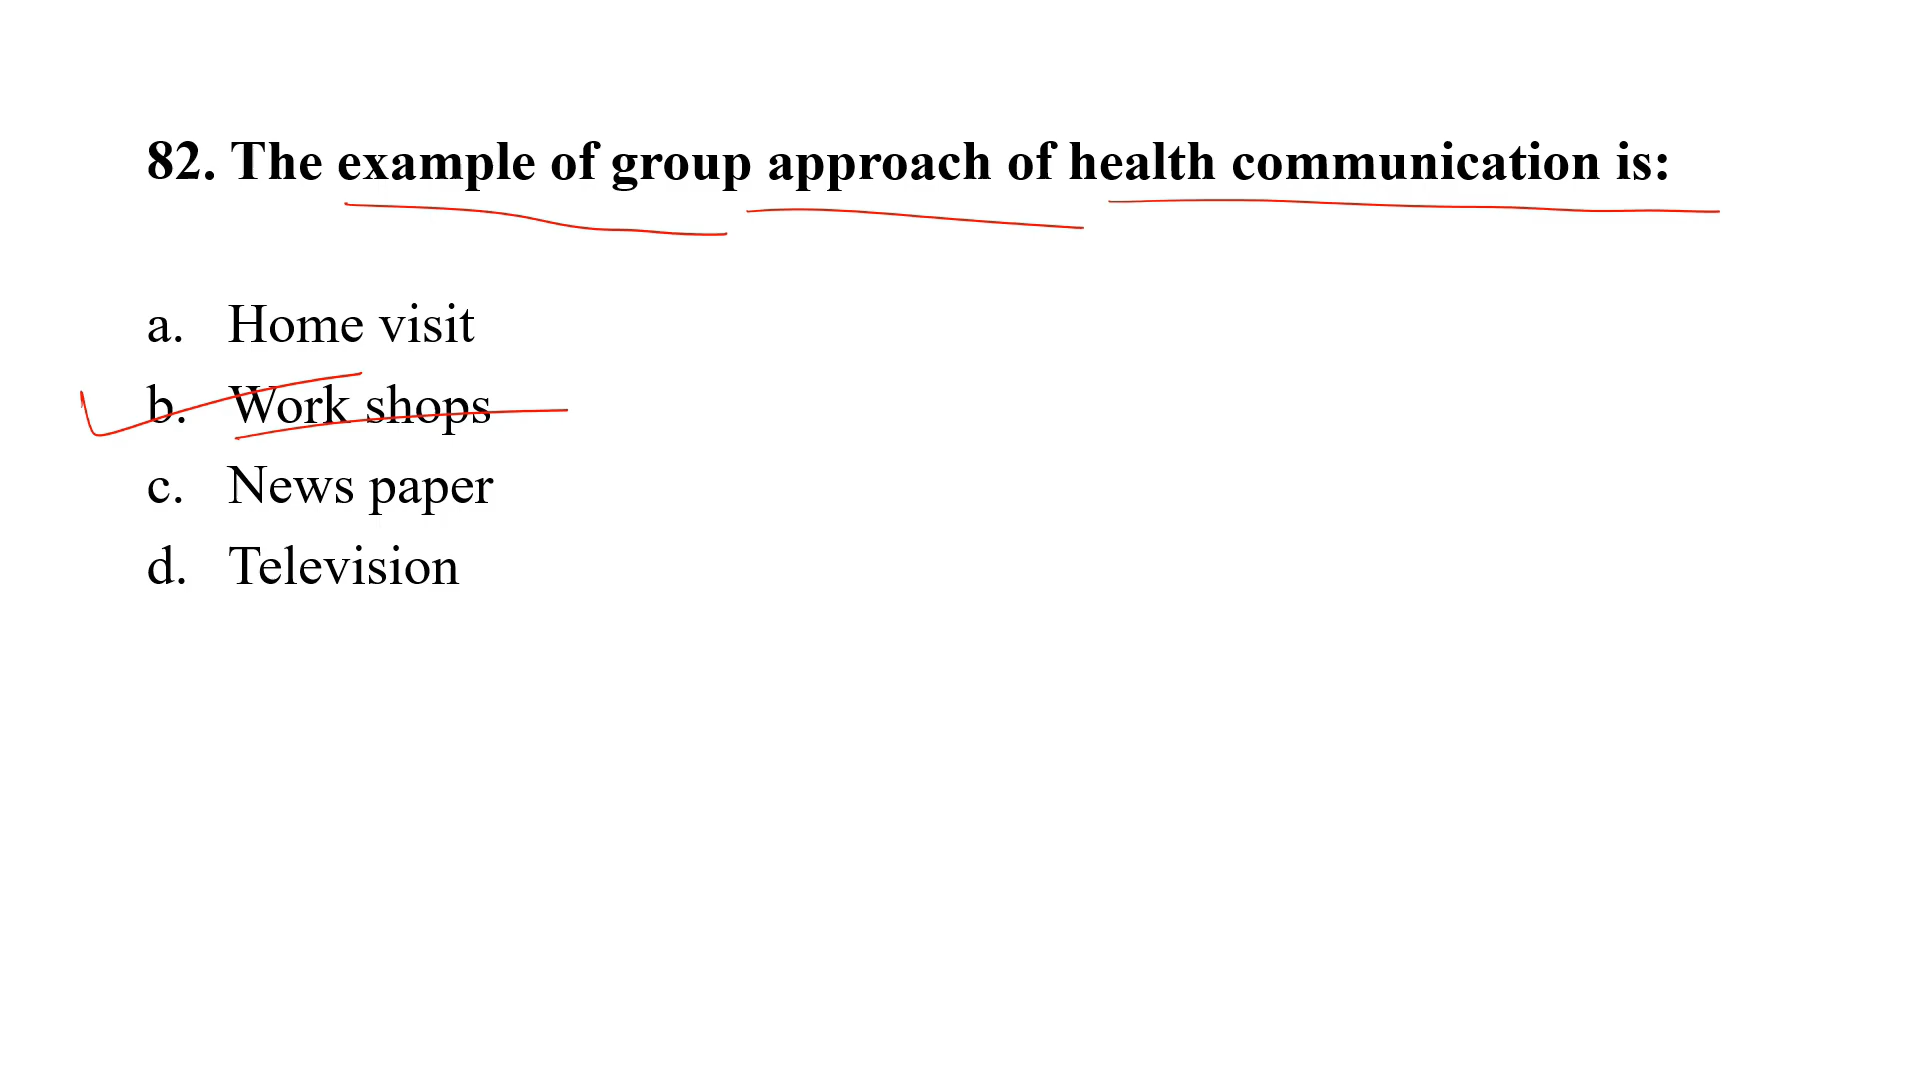 82. The example of group approach of health communication is:
a. Home visit
b. Work shops
c. News paper
d. Television